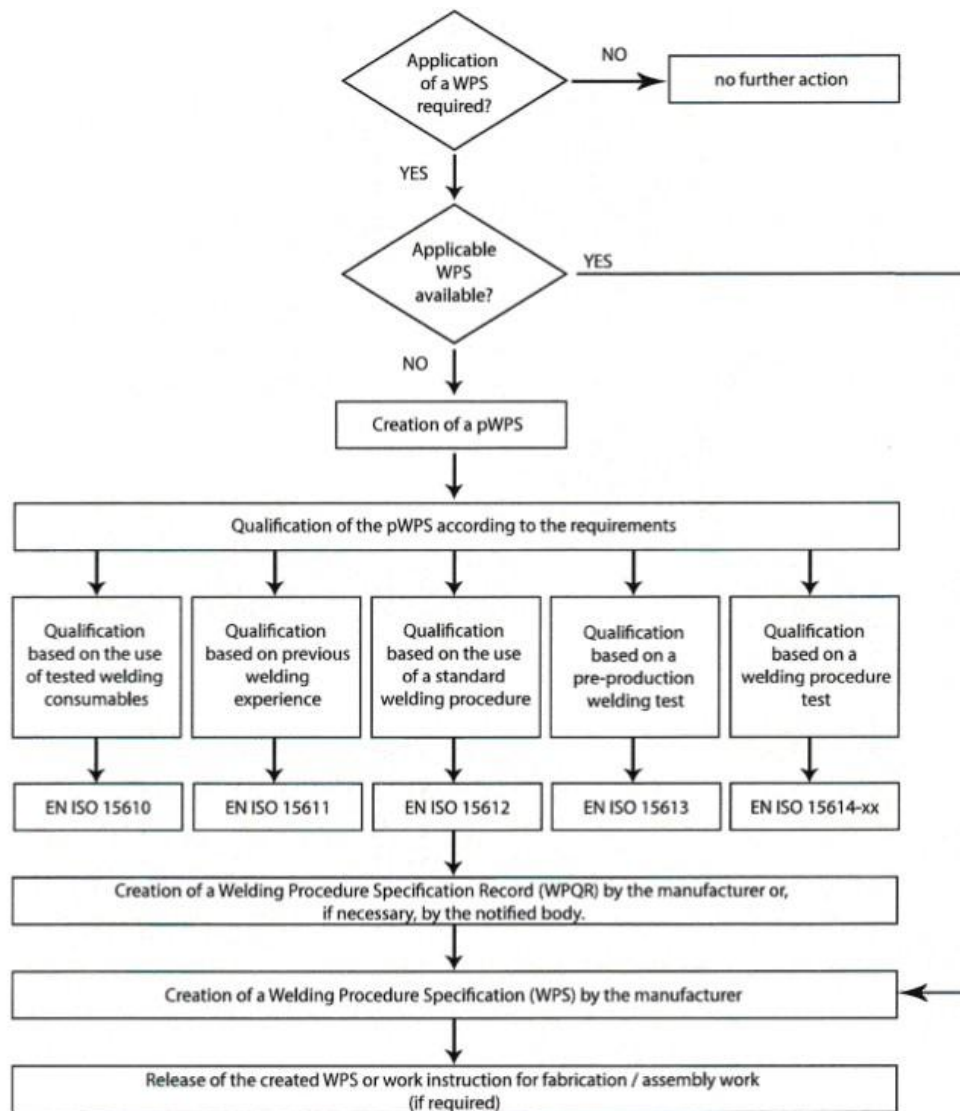 Application
of a WPS
required?
NO
no further action
YES
Applicable
WPS
available?
YES
NO
Creation of a pWPS
Qualification of the pWPS according to the requirements
Qualification
based on the use
of tested welding
consumables
Qualification
based on previous
welding
experience
Qualification
based on the use
of a standard
welding procedure
Qualification
based on a
pre-production
welding test
Qualification
based on a
welding procedure
test
EN ISO 15610
EN ISO 15611
EN ISO 15612
EN ISO 15613
EN ISO 15614-xx
Creation of a Welding Procedure Specification Record (WPQR) by the manufacturer or,
if necessary, by the notified body.
Creation of a Welding Procedure Specification (WPS) by the manufacturer
Release of the created WPS or work instruction for fabrication / assembly work
(if required)